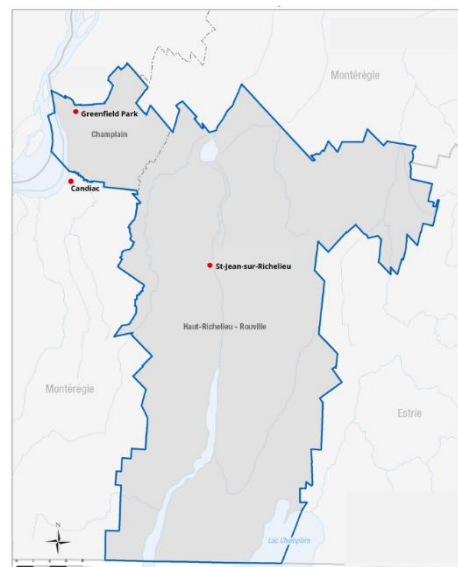 Montérégie
Greenfield Park
Champlain
Candiac
St-Jean-sur-Richelieu
Haut-Richelieu - Rouville
Montérégie
Estrie
Lac Champlain
N